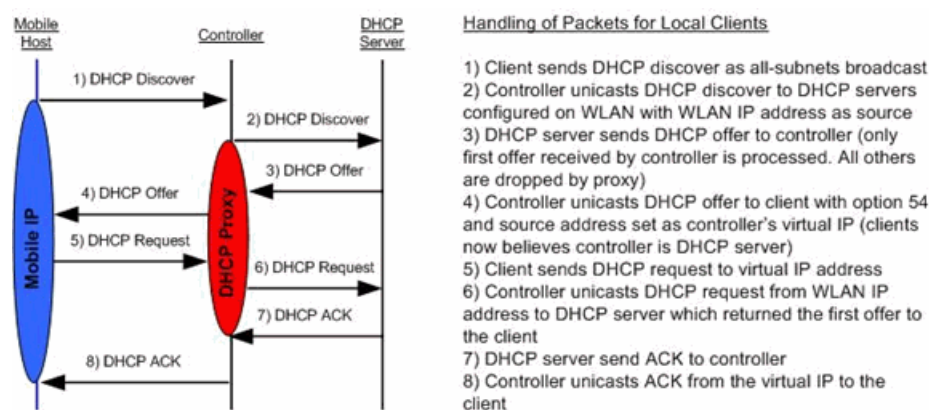 Mobile
Host
Controller
DHCP
Server
1) DHCP Discover
2) DHCP Discover
3) DHCP Offer
4) DHCP Offer
5) DHCP Request
6) DHCP Request
7) DHCP ACK
8) DHCP ACK
Mobile IP
DHCP Proxy
Handling of Packets for Local Clients
1) Client sends DHCP discover as all-subnets broadcast
2) Controller unicasts DHCP discover to DHCP servers
configured on WLAN with WLAN IP address as source
3) DHCP server sends DHCP offer to controller (only
first offer received by controller is processed. All others
are dropped by proxy)
4) Controller unicasts DHCP offer to client with option 54
and source address set as controller's virtual IP (clients
now believes controller is DHCP server)
5) Client sends DHCP request to virtual IP address
6) Controller unicasts DHCP request from WLAN IP
address to DHCP server which returned the first offer to
the client
7) DHCP server send ACK to controller
8) Controller unicasts ACK from the virtual IP to the
client